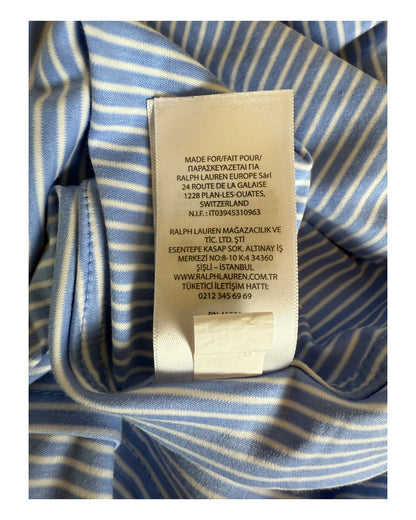 MADE FOR/FAIT POUR/
ΠΑΡΑΣΚΕΥΑΖΕΤΑΙ ΓΙΑ
RALPH LAUREN EUROPE Sàrl
24 ROUTE DE LA GALAISE
1228 PLAN-LES-OUATES,
SWITZERLAND
N.I.F. : IT03945310963
RALPH LAUREN MAĞAZACILIK VE
TİC. LTD. ŞTİ
ESENTEPE KASAP SOK. ALTINAY İŞ
MERKEZİ NO:8-10 K:4 34360
ŞİŞLİ – İSTANBUL
WWW.RALPHLAUREN.COM.TR
TÜKETİCİ İLETİŞİM HATTI:
0212 345 69 69